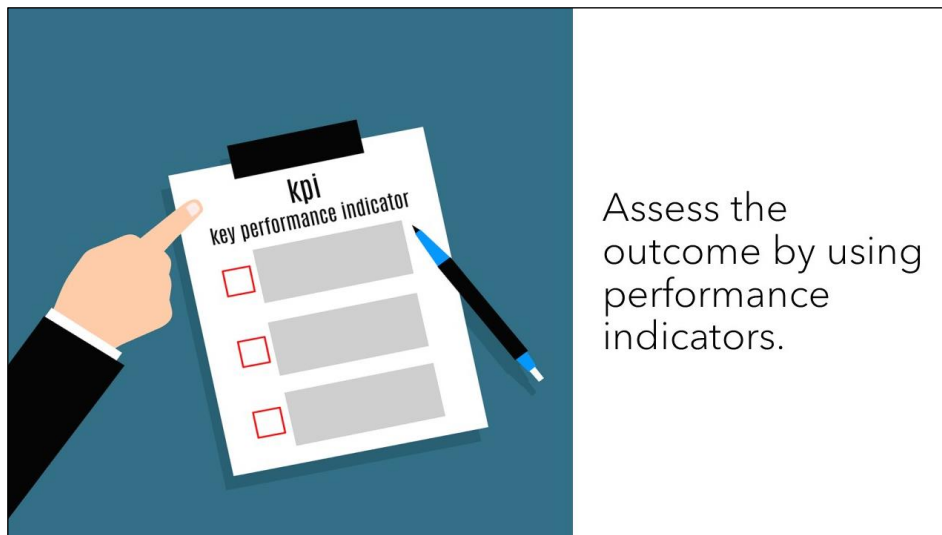 kpi
key performance indicator
Assess the
outcome by using
performance
indicators.